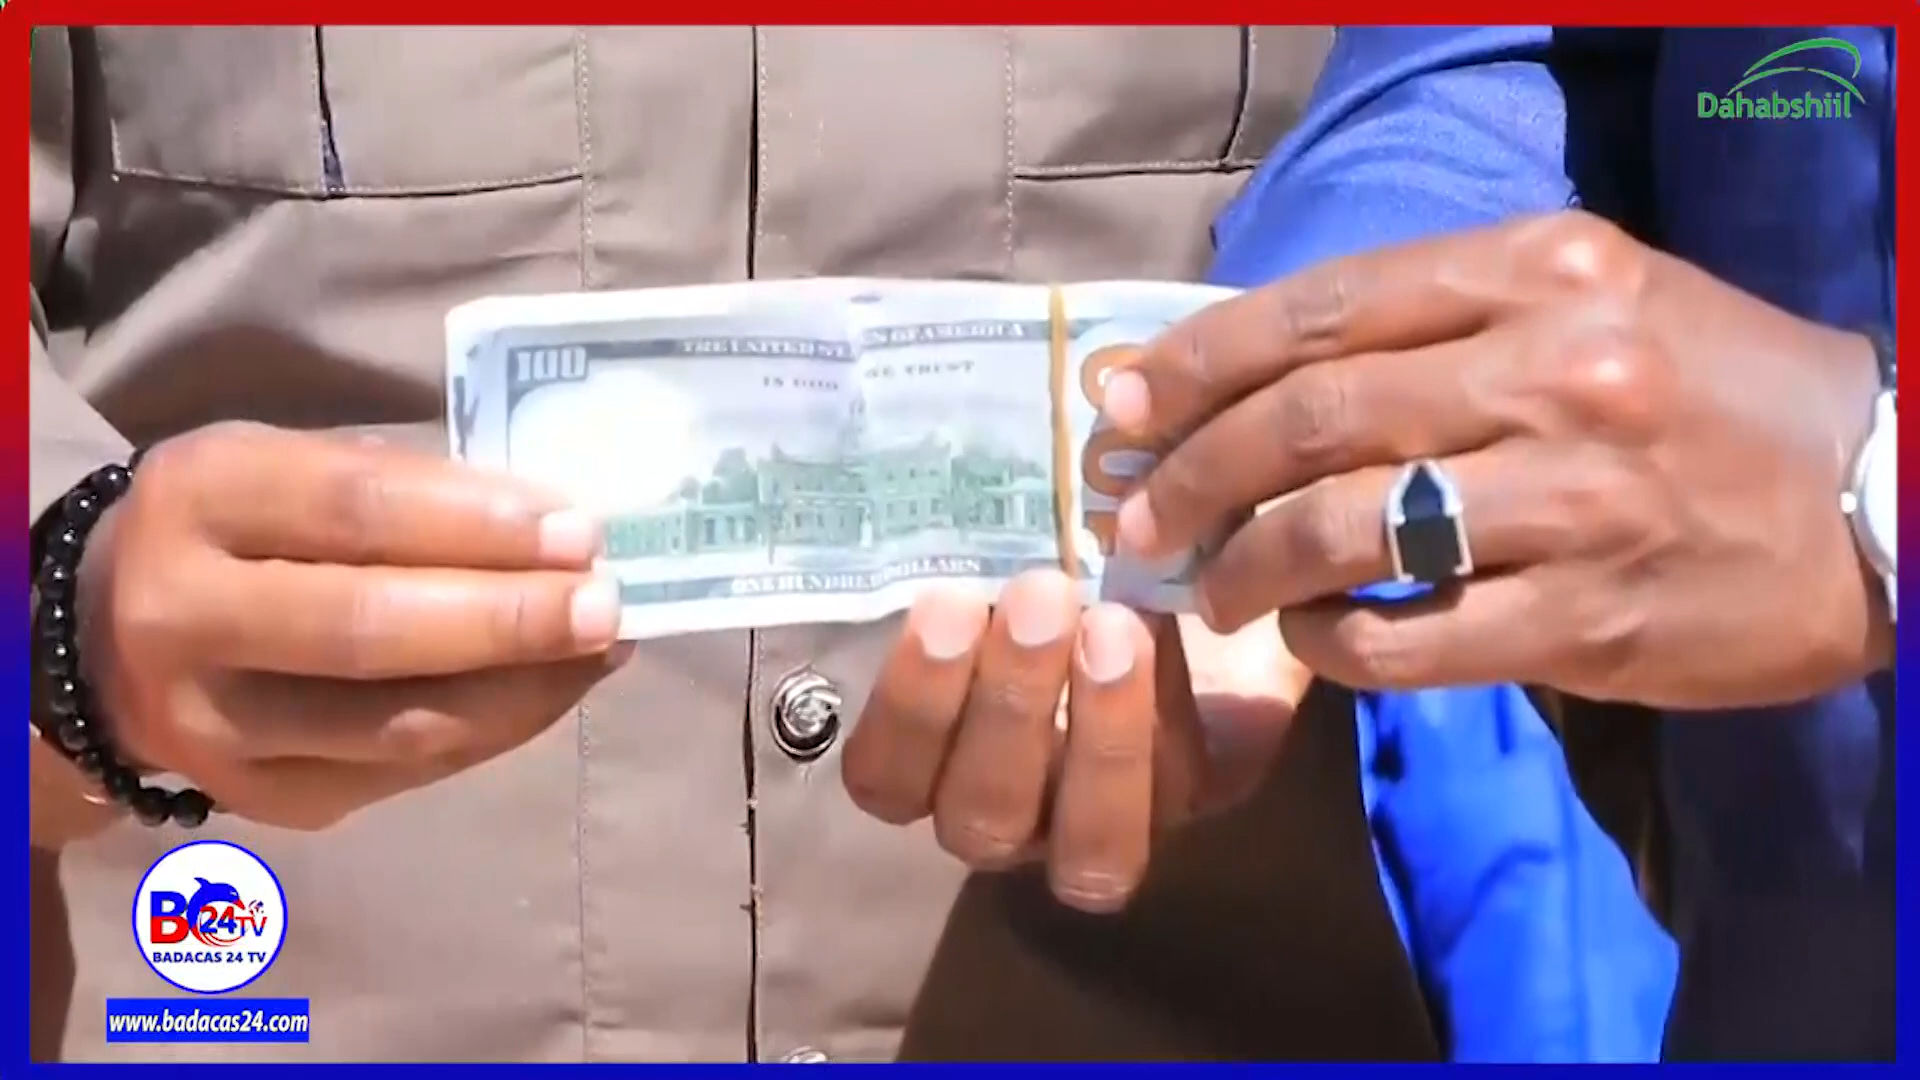 Dahabshiil
100
THE UNITED STATES OF AMERICA
IN GOD WE TRUST
ONE HUNDRED DOLLARS
BC24TV
BADACAS 24 TV
www.badacas24.com